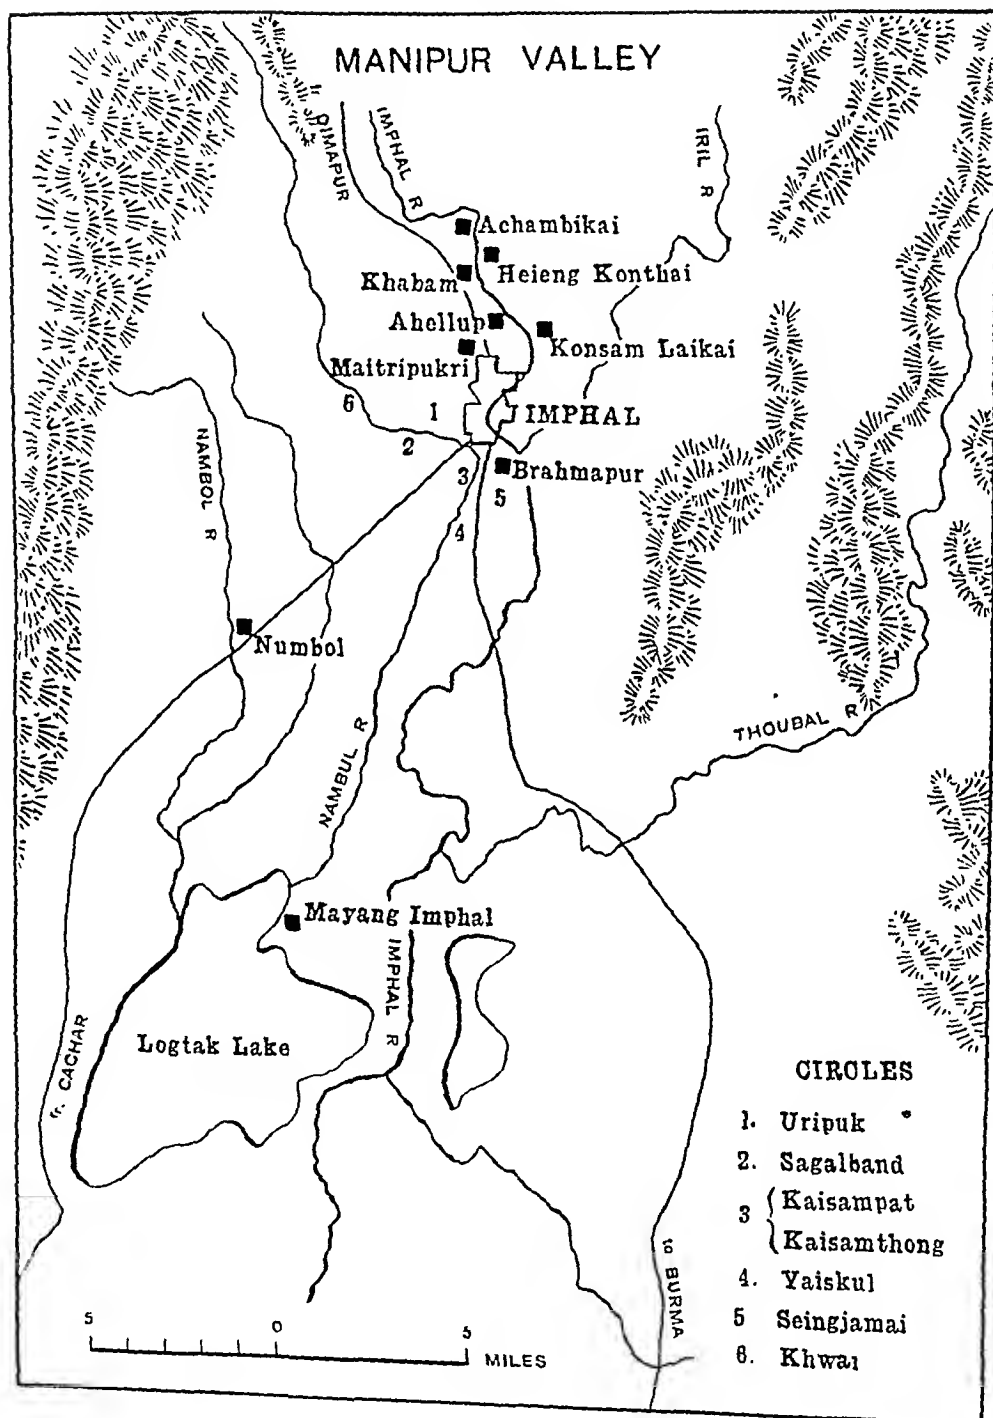 MANIPUR VALLEY
DIMAPUR
IMPHAL R
IRIL R
Achambikai
Heieng Konthai
Khabam
Ahellup
Konsam Laikai
Maitripukri
6
1
IMPHAL
2
NAMBOL R
3
Brahmapur
5
4
Numbol
THOUBAL R
NAMBUL R
Mayang Imphal
IMPHAL R
Logtak Lake
fr. CACHAR
to BURMA
CIRCLES
1. Uripuk
2. Sagalband
3 { Kaisampat
Kaisamthong
4. Yaiskul
5 Seingjamai
6. Khwai
5 0 5
MILES